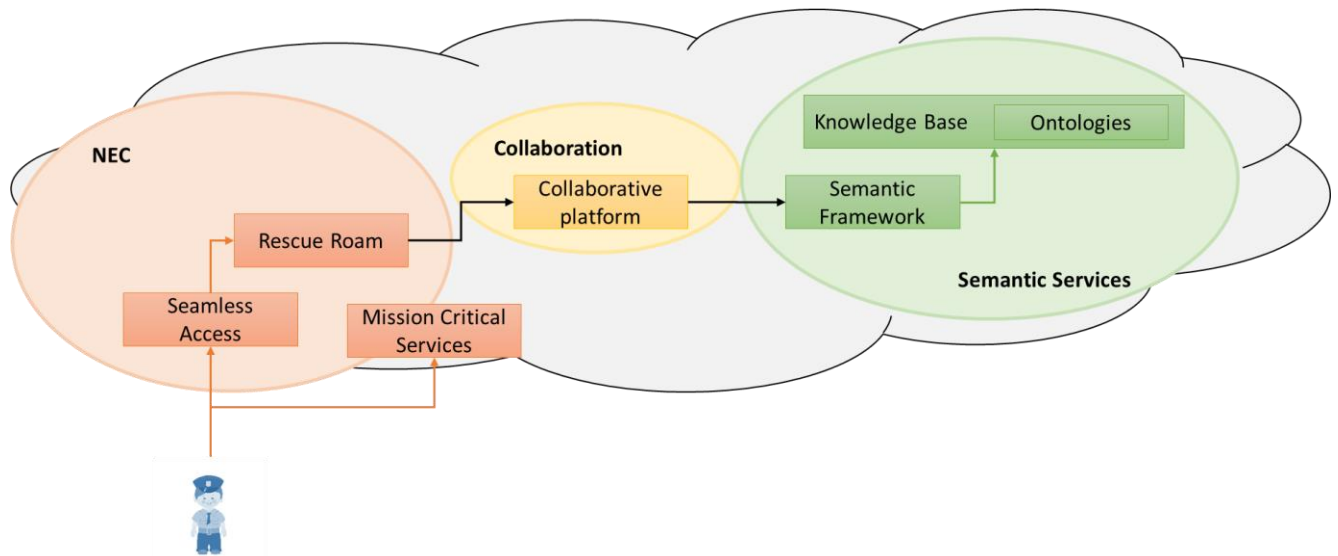 NEC
Rescue Roam
Seamless
Access
Mission Critical
Services
Collaboration
Collaborative
platform
Knowledge Base
Ontologies
Semantic
Framework
Semantic Services